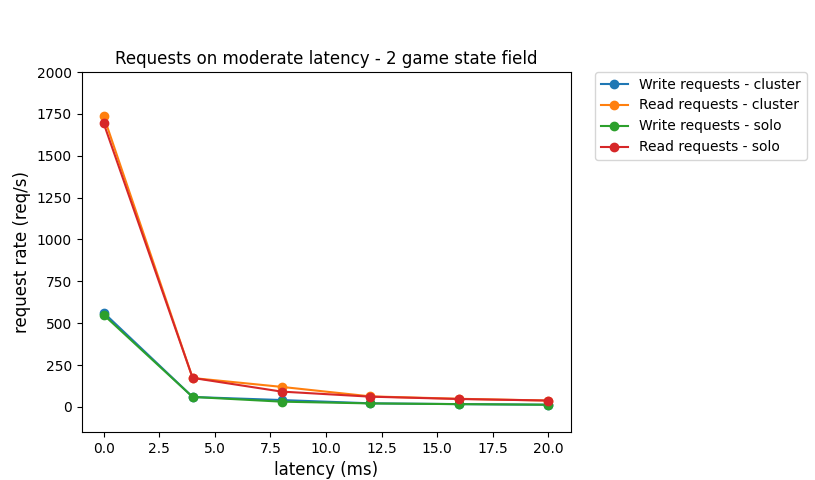 Requests on moderate latency - 2 game state field
2000
1750
1500
1250
1000
750
500
250
0
request rate (req/s)
0.0 2.5 5.0 7.5 10.0 12.5 15.0 17.5 20.0
latency (ms)
Write requests - cluster
Read requests - cluster
Write requests - solo
Read requests - solo